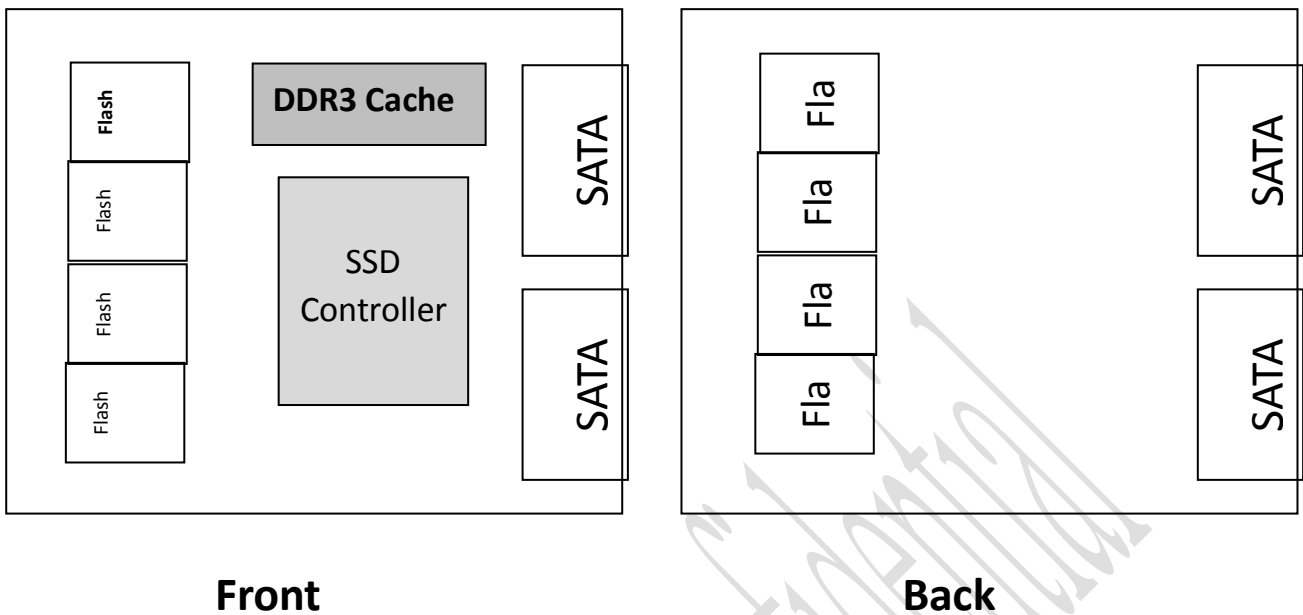 Flash
Flash
Flash
Flash
DDR3 Cache
SSD
Controller
SATA
SATA
Front
Fla
Fla
Fla
Fla
SATA
SATA
Back